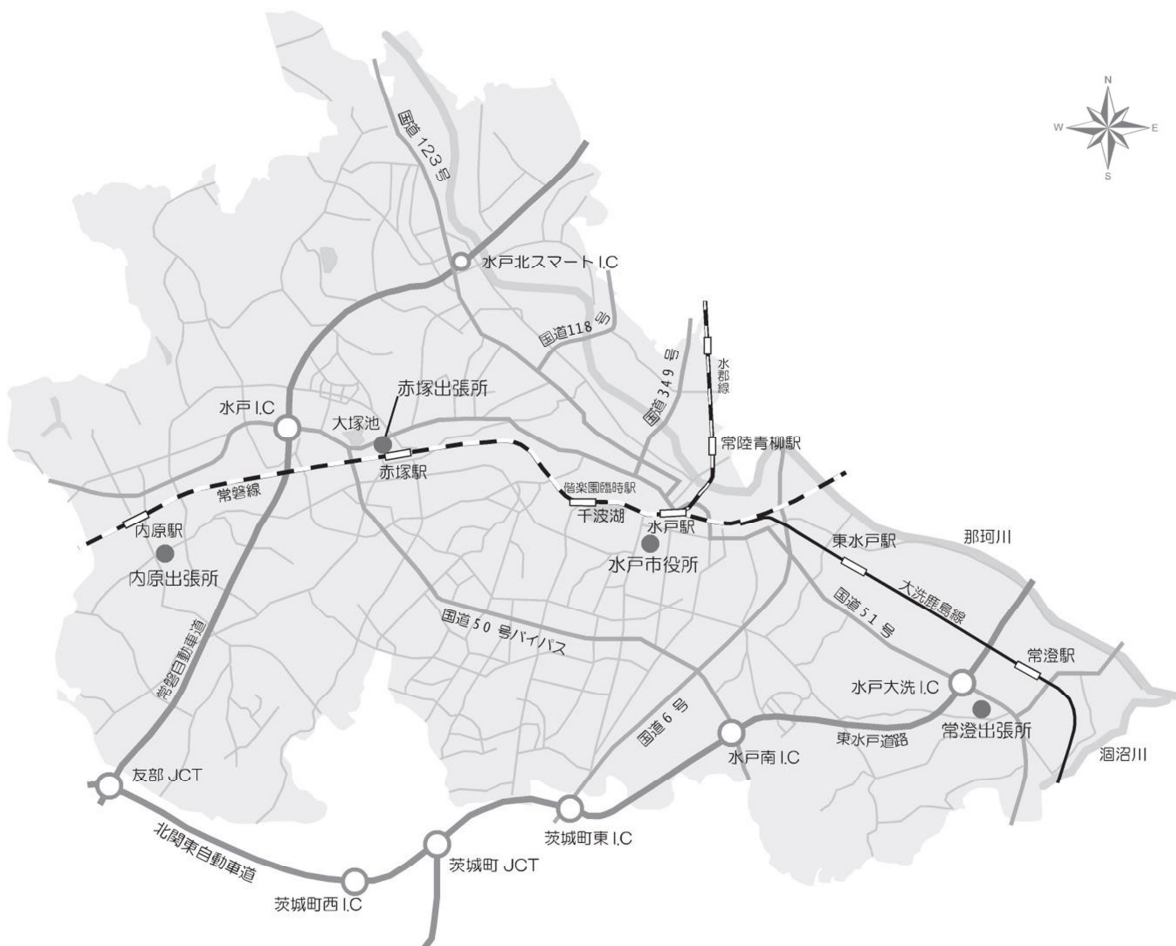 N
W
E
S
国道123号
水戸北スマートI.C
国道118号
国道349号
水郡線
赤塚出張所
水戸I.C
大塚池
常陸青柳駅
赤塚駅
常磐線
偕楽園臨時駅
千波湖
水戸駅
内原駅
東水戸駅
那珂川
水戸市役所
内原出張所
大洗鹿島線
国道51号
国道50号バイパス
常磐自動車道
常澄駅
水戸大洗I.C
国道6号
常澄出張所
東水戸道路
水戸南I.C
涸沼川
友部JCT
茨城町東I.C
北関東自動車道
茨城町JCT
茨城町西I.C